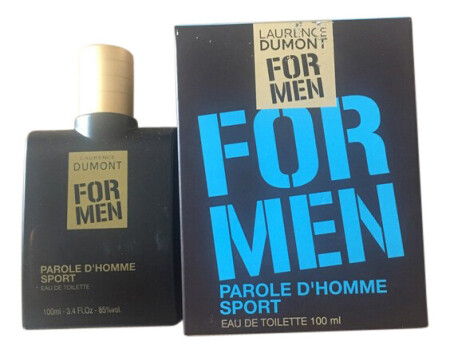 LAURENCE
DUMONT
FOR
MEN
PAROLE D'HOMME
SPORT
EAU DE TOILETTE
100ml - 3.4 Fl.Oz - 85%vol.
LAURENCE
DUMONT
FOR
MEN
FOR
MEN
PAROLE D'HOMME
SPORT
EAU DE TOILETTE 100 ml